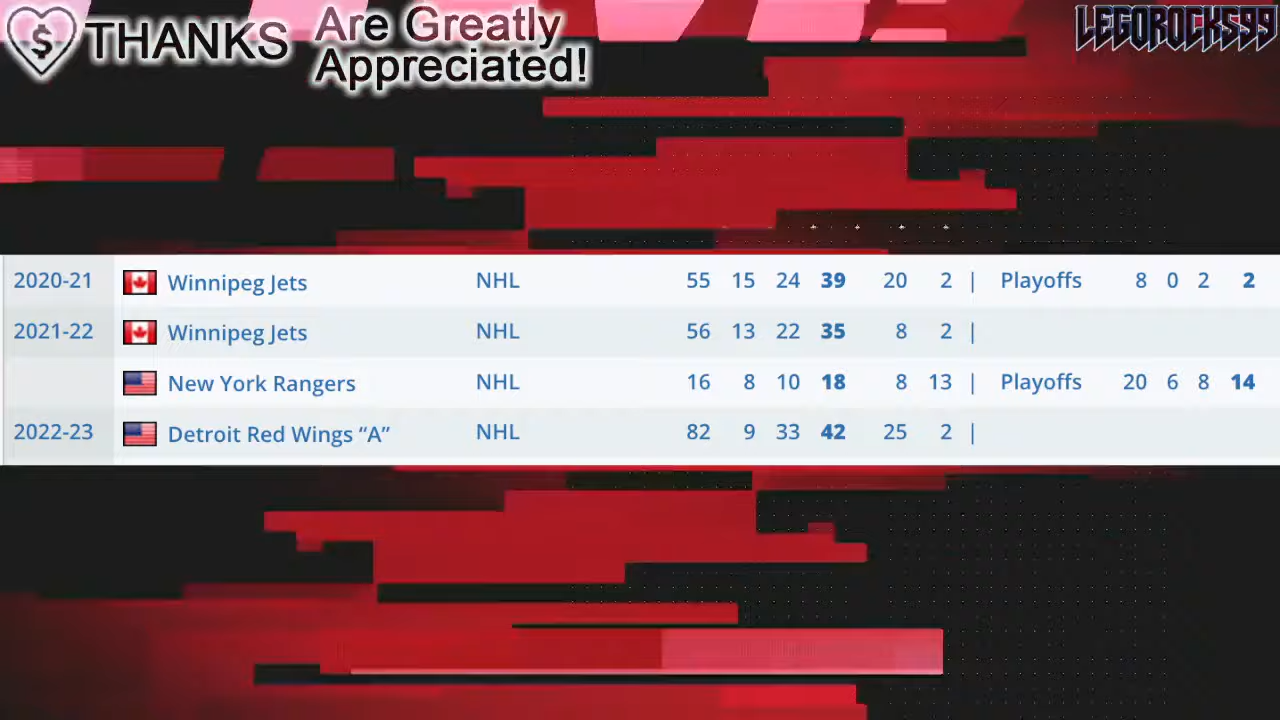 $ THANKS Are Greatly
Appreciated!
LEGOROCKS99
2020-21 Winnipeg Jets NHL 55 15 24 39 20 2 | Playoffs 8 0 2 2
2021-22 Winnipeg Jets NHL 56 13 22 35 8 2 |
New York Rangers NHL 16 8 10 18 8 13 | Playoffs 20 6 8 14
2022-23 Detroit Red Wings “A” NHL 82 9 33 42 25 2 |